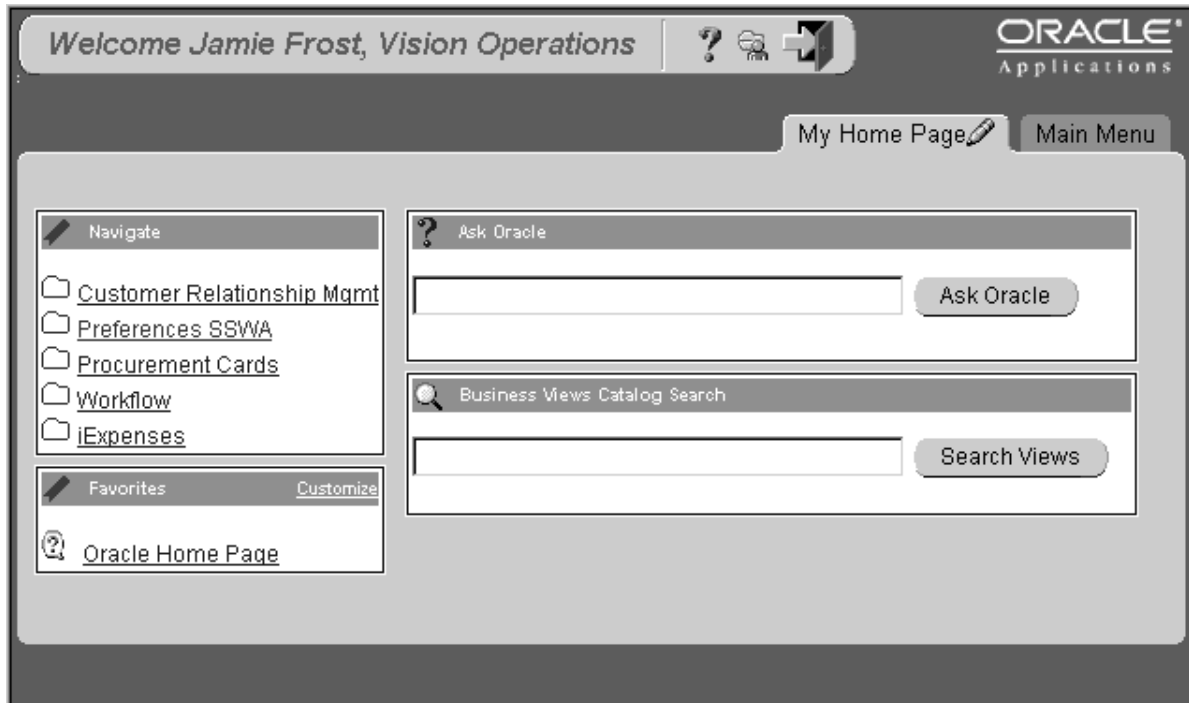 Welcome Jamie Frost, Vision Operations
ORACLE
Applications
My Home Page
Main Menu
Navigate
Customer Relationship Mgmt
Preferences SSWA
Procurement Cards
Workflow
iExpenses
Favorites
Customize
Oracle Home Page
Ask Oracle
Ask Oracle
Business Views Catalog Search
Search Views